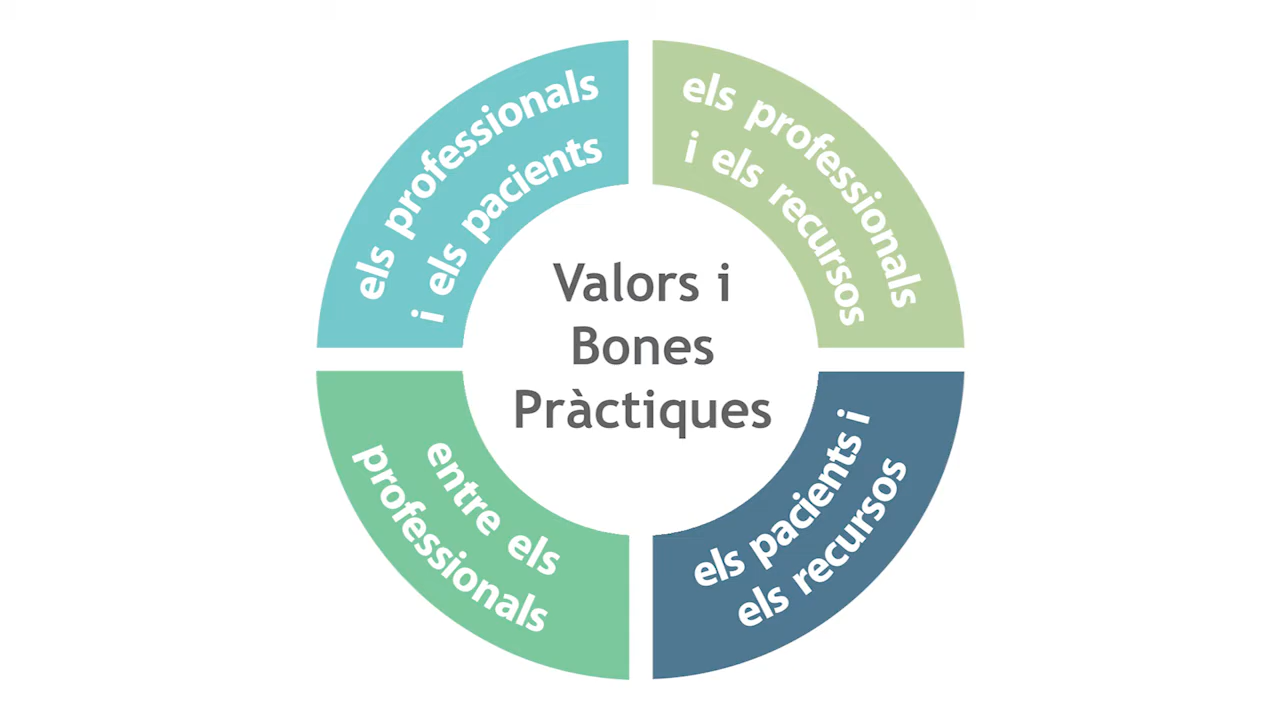 els professionals
i els pacients
els professionals
i els recursos
Valors i
Bones
Pràctiques
entre els
professionals
els pacients i
els recursos